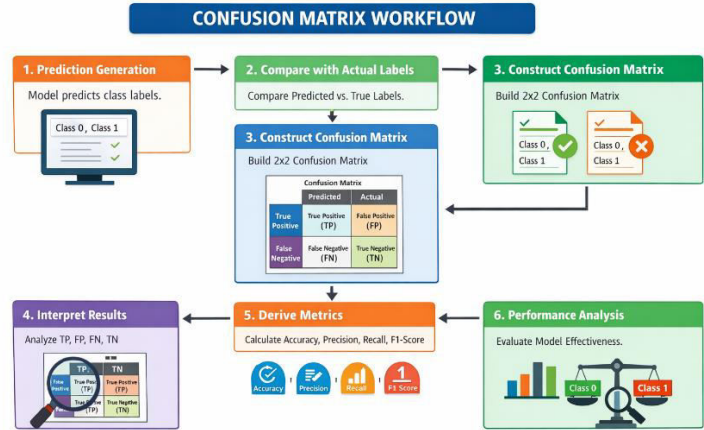 CONFUSION MATRIX WORKFLOW
1. Prediction Generation
Model predicts class labels.
Class 0, Class 1
2. Compare with Actual Labels
Compare Predicted vs. True Labels.
3. Construct Confusion Matrix
Build 2x2 Confusion Matrix
Class 0,
Class 1
Class 0,
Class 1
3. Construct Confusion Matrix
Build 2x2 Confusion Matrix
Confusion Matrix
Predicted Actual
True Positive (TP)
False Positive (FP)
True
Positive
False Negative (FN)
True Negative (TN)
False
Negative
4. Interpret Results
Analyze TP, FP, FN, TN
TP, TN
True Positive
(TP)
(TP)
True Negitive
(TN)
5. Derive Metrics
Calculate Accuracy, Precision, Recall, F1-Score
Accuracy
Precision
Recall
1
F1 Score
6. Performance Analysis
Evaluate Model Effectiveness.
Class 0
Class 1